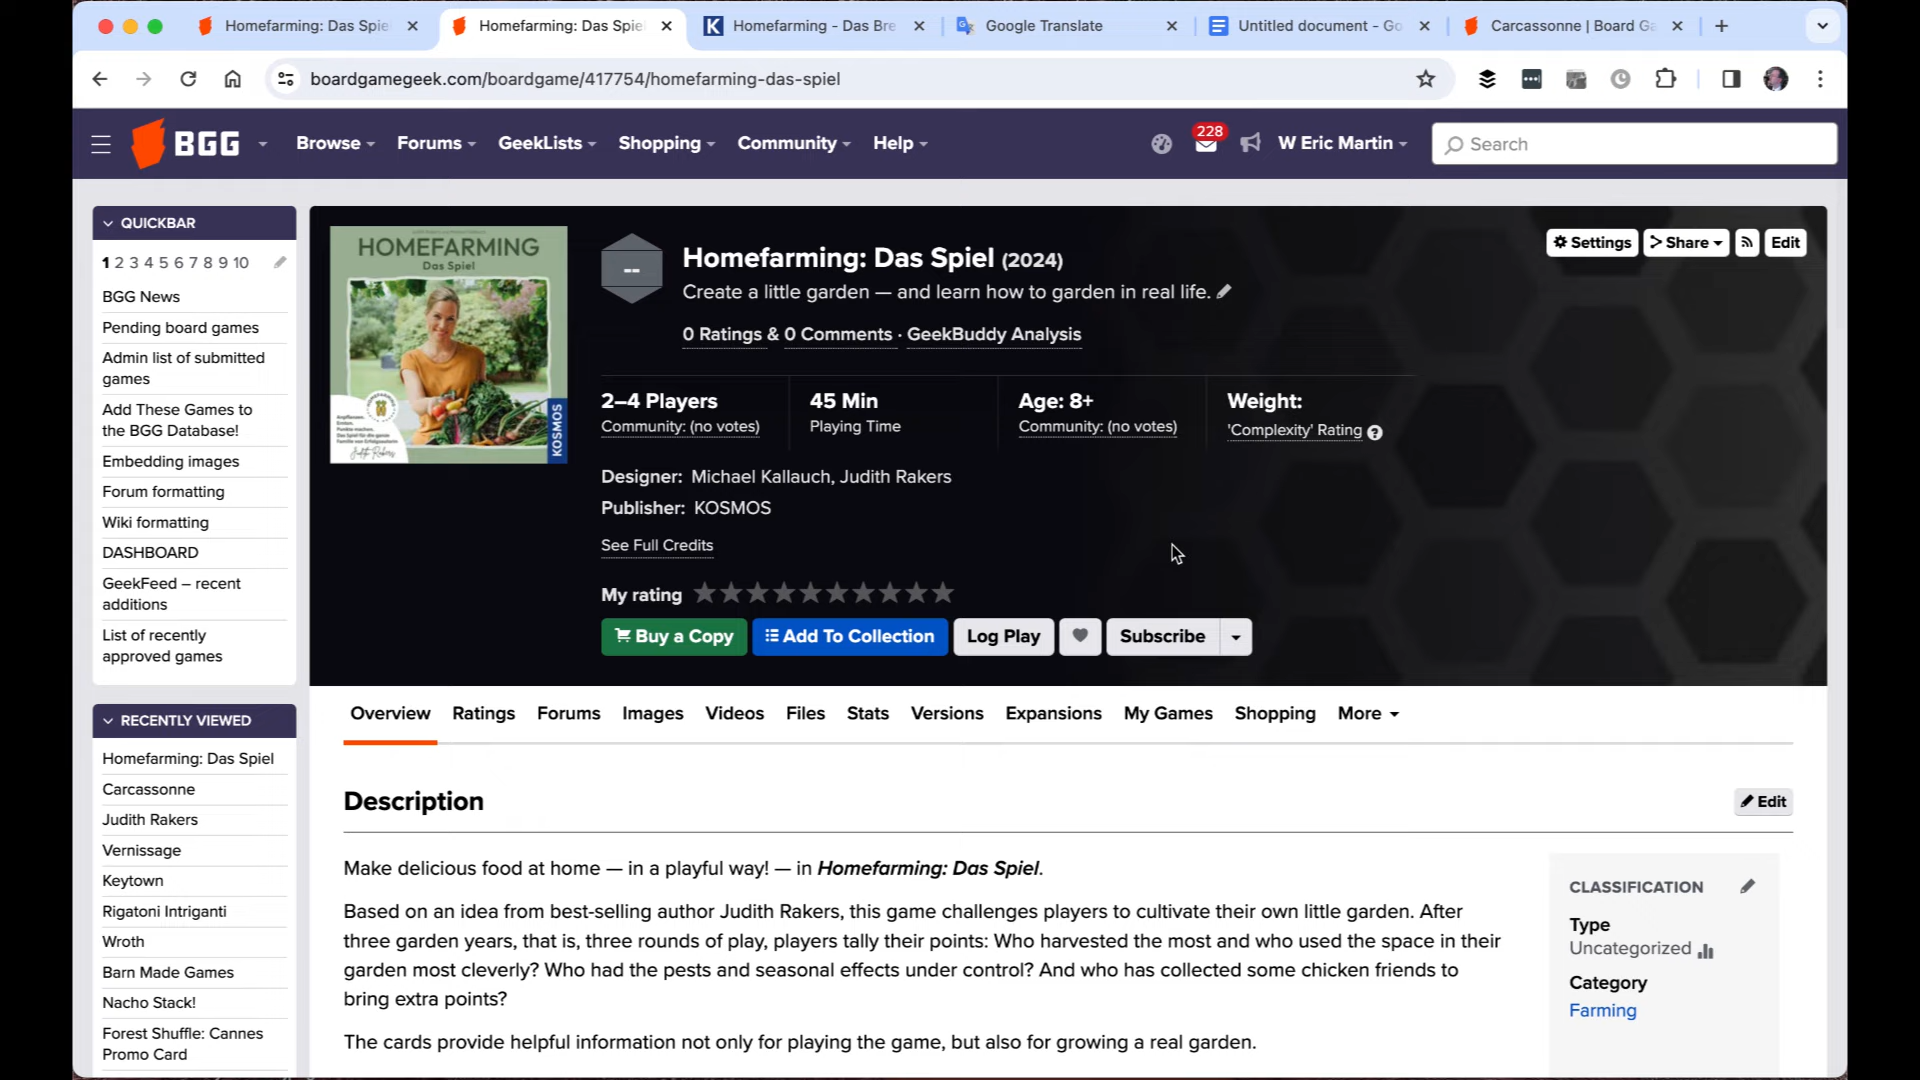 Homefarming: Das Spie
Homefarming: Das Spie
Homefarming - Das Bre
Google Translate
Untitled document - Go
Carcassonne | Board Ga
boardgamegeek.com/boardgame/417754/homefarming-das-spiel
BGG
Browse
Forums
GeekLists
Shopping
Community
Help
228
W Eric Martin
Search
QUICKBAR
1 2 3 4 5 6 7 8 9 10
BGG News
Pending board games
Admin list of submitted
games
Add These Games to
the BGG Database!
Embedding images
Forum formatting
Wiki formatting
DASHBOARD
GeekFeed – recent
additions
List of recently
approved games
RECENTLY VIEWED
Homefarming: Das Spiel
Carcassonne
Judith Rakers
Vernissage
Keytown
Rigatoni Intriganti
Wroth
Barn Made Games
Nacho Stack!
Forest Shuffle: Cannes
Promo Card
HOMEFARMING
Das Spiel
Anpflanzen.
Ernten.
Punkte machen.
Das Spiel für die ganze
Familie von Erfolgsautorin
Judith Rakers
KOSMOS
--
Homefarming: Das Spiel (2024)
Create a little garden — and learn how to garden in real life.
0 Ratings & 0 Comments · GeekBuddy Analysis
Settings
Share
Edit
2–4 Players
Community: (no votes)
45 Min
Playing Time
Age: 8+
Community: (no votes)
Weight:
'Complexity' Rating
Designer: Michael Kallauch, Judith Rakers
Publisher: KOSMOS
See Full Credits
My rating
Buy a Copy
Add To Collection
Log Play
Subscribe
Overview
Ratings
Forums
Images
Videos
Files
Stats
Versions
Expansions
My Games
Shopping
More
Description
Edit
Make delicious food at home — in a playful way! — in Homefarming: Das Spiel.
Based on an idea from best-selling author Judith Rakers, this game challenges players to cultivate their own little garden. After
three garden years, that is, three rounds of play, players tally their points: Who harvested the most and who used the space in their
garden most cleverly? Who had the pests and seasonal effects under control? And who has collected some chicken friends to
bring extra points?
The cards provide helpful information not only for playing the game, but also for growing a real garden.
CLASSIFICATION
Type
Uncategorized
Category
Farming